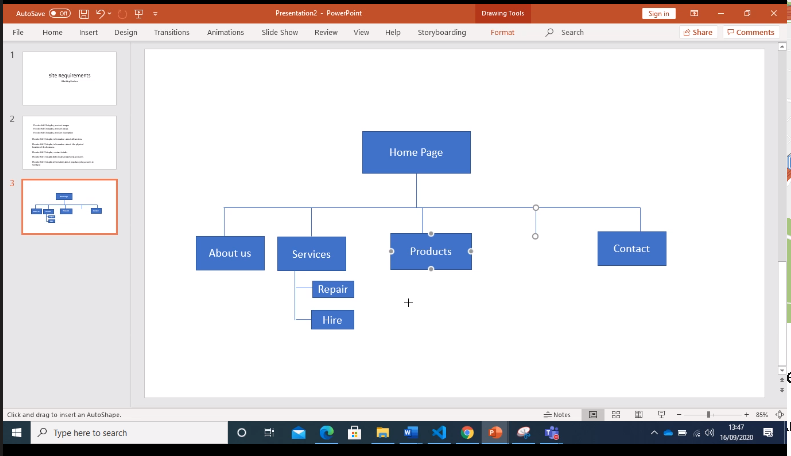 AutoSave Off
Presentation2 - PowerPoint
Drawing Tools
Sign in
File Home Insert Design Transitions Animations Slide Show Review View Help Storyboarding Format Search Share Comments
1
Site Requirements
2
3
Home Page
About us Services Products Contact
Repair
Hire
Click and drag to insert an AutoShape.
Notes
85%
Type here to search
13:47
16/09/2020